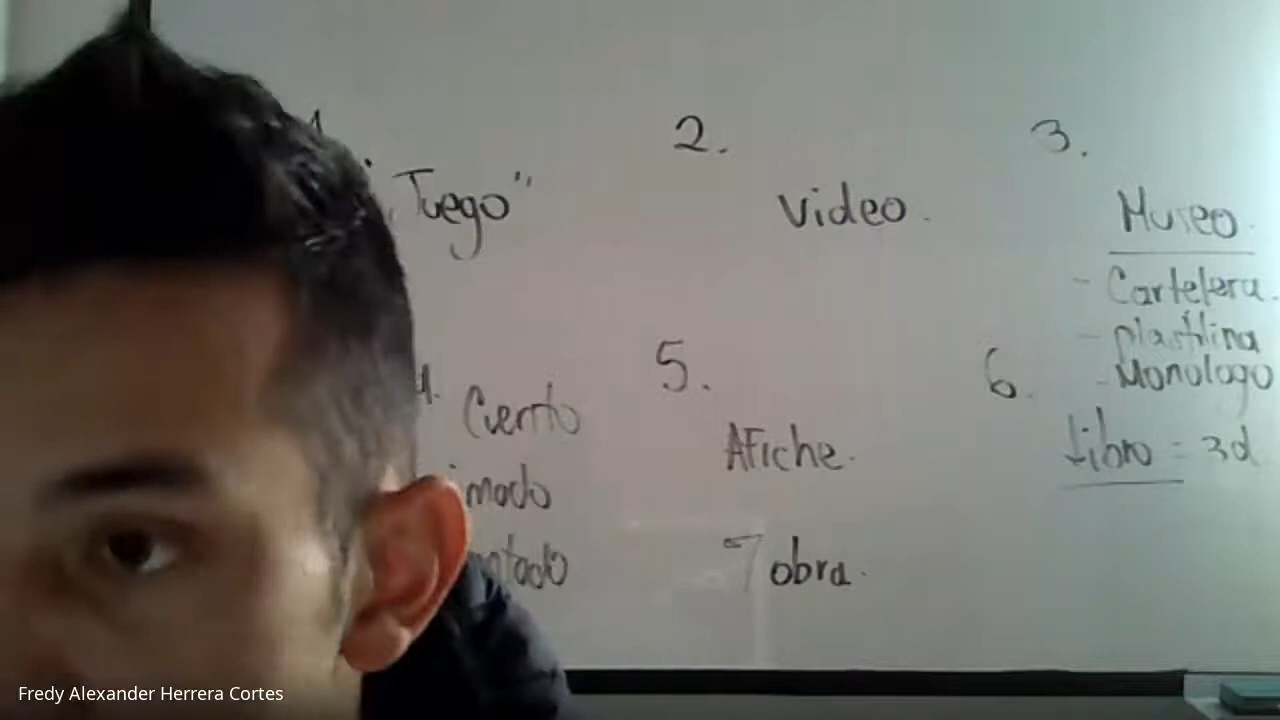 1.
"Juego"
2.
video.
3.
Museo.
- Cartelera.
- plastilina
- Monologo
4. Cuento
5.
Afiche.
6.
libro = 3d
7 obra.
Fredy Alexander Herrera Cortes